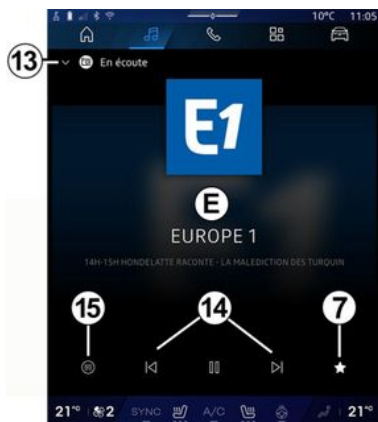 10°C 11:05
13
En écoute
E1
E
EUROPE 1
14H-15H HONDELATTE RACONTE - LA MALEDICTION DES TURQUIN
15 14 7
21°C 2 SYNC A/C 21°C